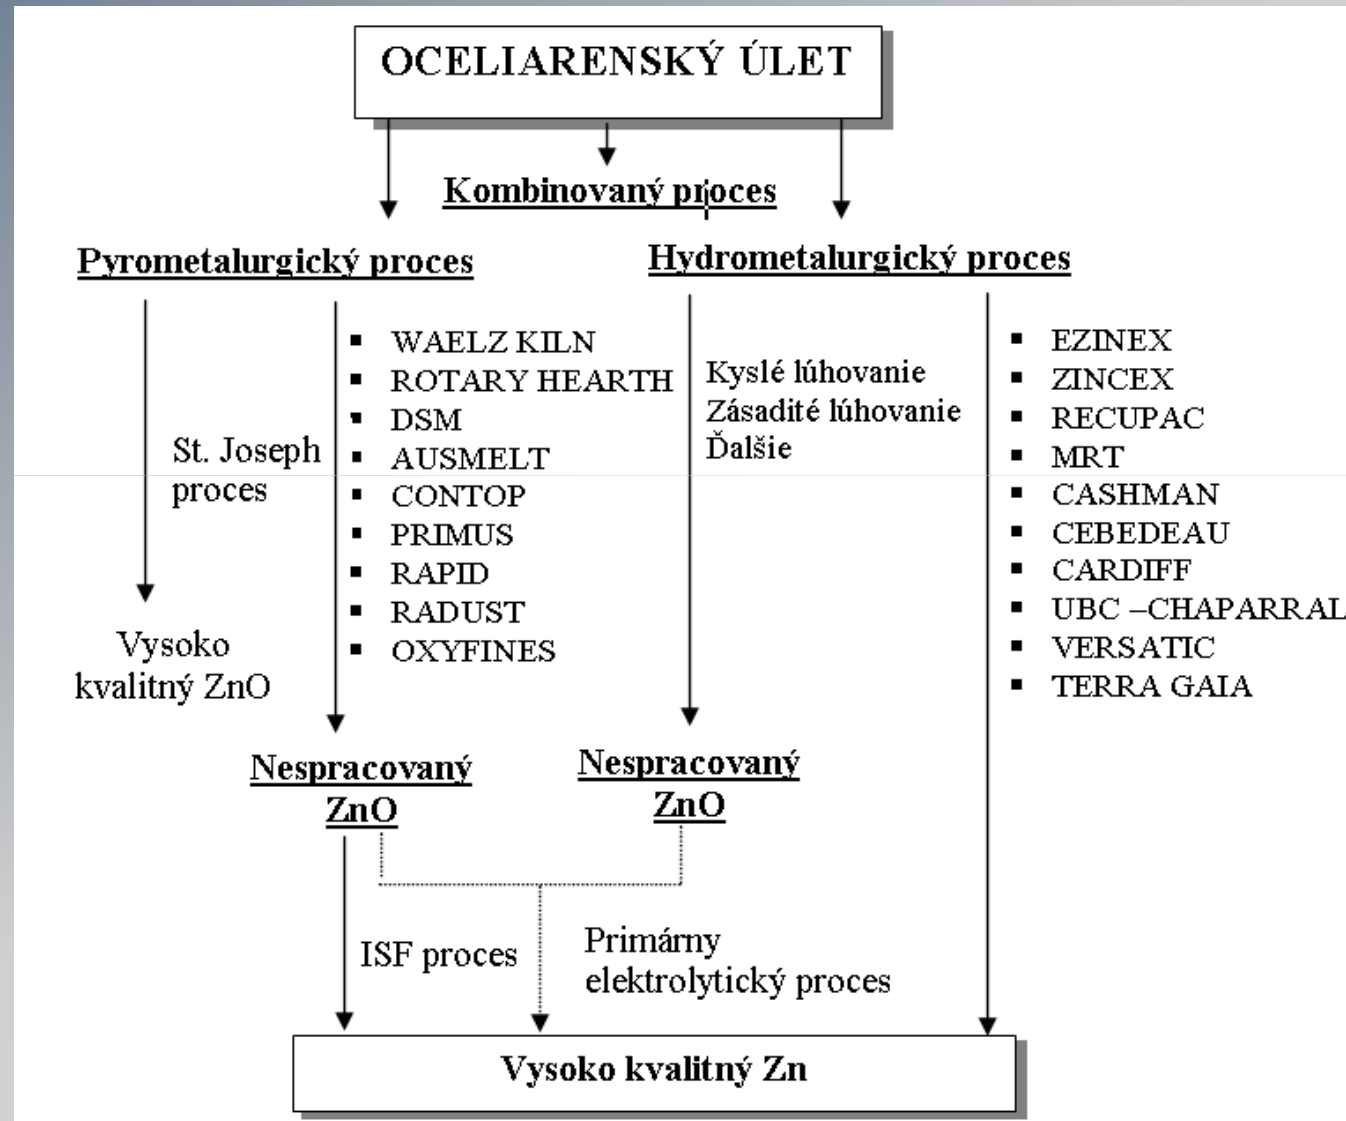 OCELIARENSKÝ ÚLET
Kombinovaný proces
Pyrometalurgický proces
Hydrometalurgický proces
St. Joseph
proces
Vysoko
kvalitný ZnO
▪ WAELZ KILN
▪ ROTARY HEARTH
▪ DSM
▪ AUSMELT
▪ CONTOP
▪ PRIMUS
▪ RAPID
▪ RADUST
▪ OXYFINES
Kyslé lúhovanie
Zásadité lúhovanie
Ďalšie
▪ EZINEX
▪ ZINCEX
▪ RECUPAC
▪ MRT
▪ CASHMAN
▪ CEBEDEAU
▪ CARDIFF
▪ UBC –CHAPARRAL
▪ VERSATIC
▪ TERRA GAIA
Nespracovaný
ZnO
Nespracovaný
ZnO
ISF proces
Primárny
elektrolytický proces
Vysoko kvalitný Zn